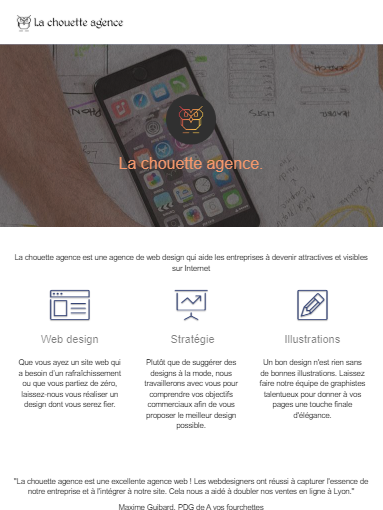 La chouette agence
La chouette agence.
La chouette agence est une agence de web design qui aide les entreprises à devenir attractives et visibles
sur Internet
Web design
Stratégie
Illustrations
Que vous ayez un site web qui
a besoin d'un rafraîchissement
ou que vous partiez de zéro,
laissez-nous vous réaliser un
design dont vous serez fier.
Plutôt que de suggérer des
designs à la mode, nous
travaillerons avec vous pour
comprendre vos objectifs
commerciaux afin de vous
proposer le meilleur design
possible.
Un bon design n'est rien sans
de bonnes illustrations. Laissez
faire notre équipe de graphistes
talentueux pour donner à vos
pages une touche finale
d'élégance.
"La chouette agence est une excellente agence web ! Les webdesigners ont réussi à capturer l'essence de
notre entreprise et à l'intégrer à notre site. Cela nous a aidé à doubler nos ventes en ligne à Lyon."
Maxime Guibard, PDG de A vos fourchettes